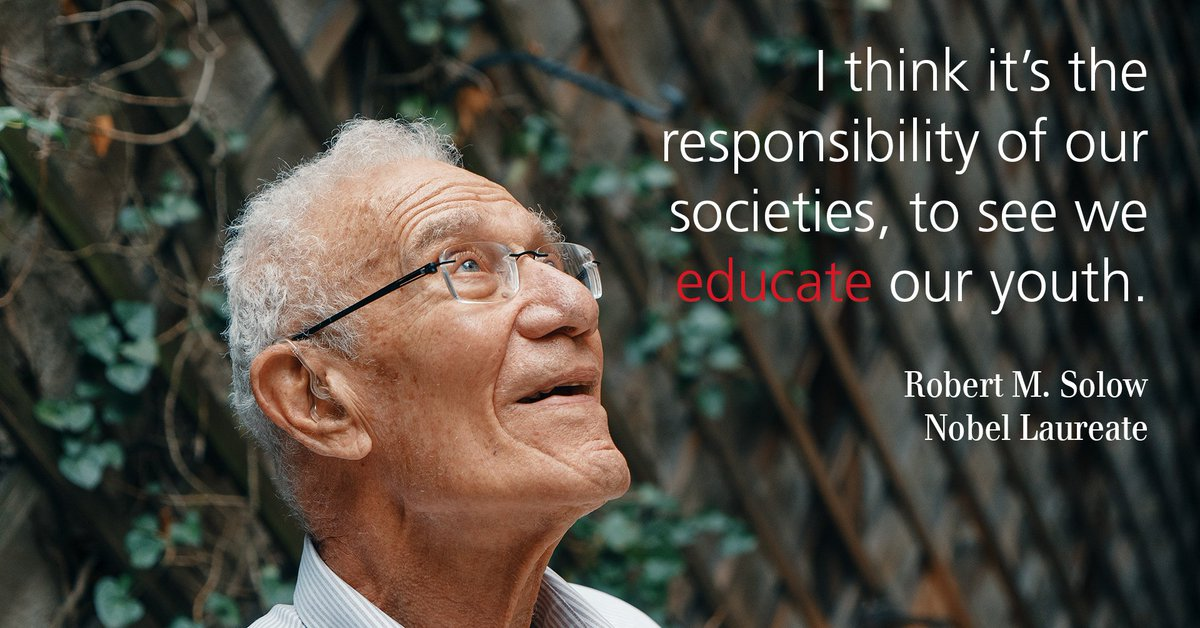 I think it’s the
responsibility of our
societies, to see we
educate our youth.
Robert M. Solow
Nobel Laureate